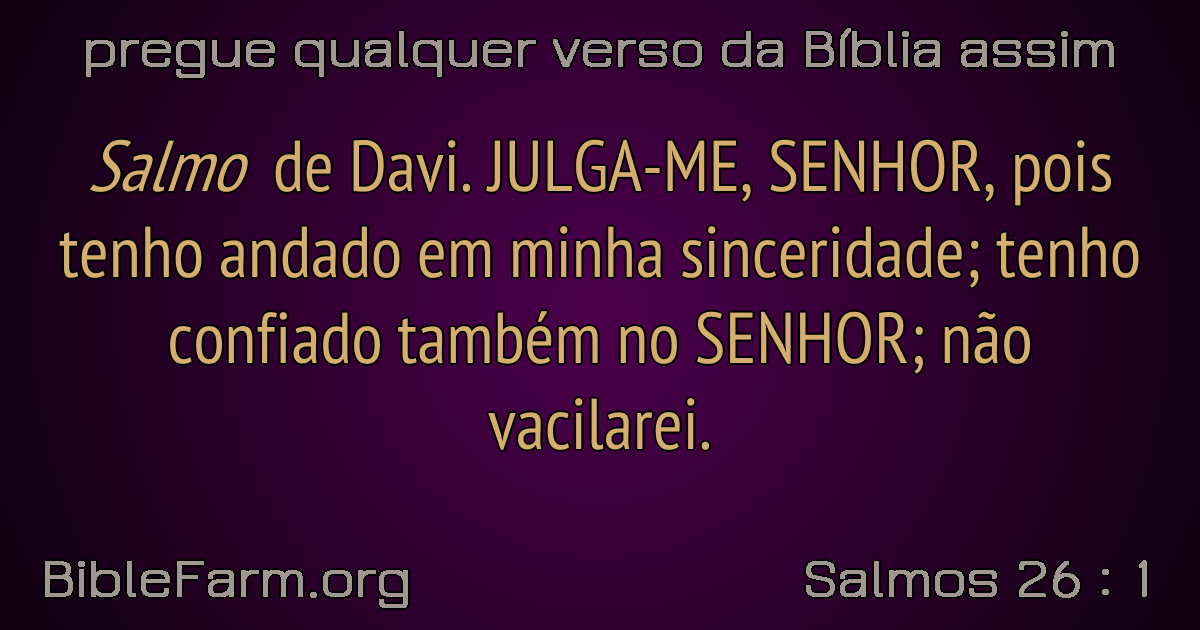 pregue qualquer verso da Bíblia assim
Salmo de Davi. JULGA-ME, SENHOR, pois
tenho andado em minha sinceridade; tenho
confiado também no SENHOR; não
vacilarei.
BibleFarm.org
Salmos 26 : 1